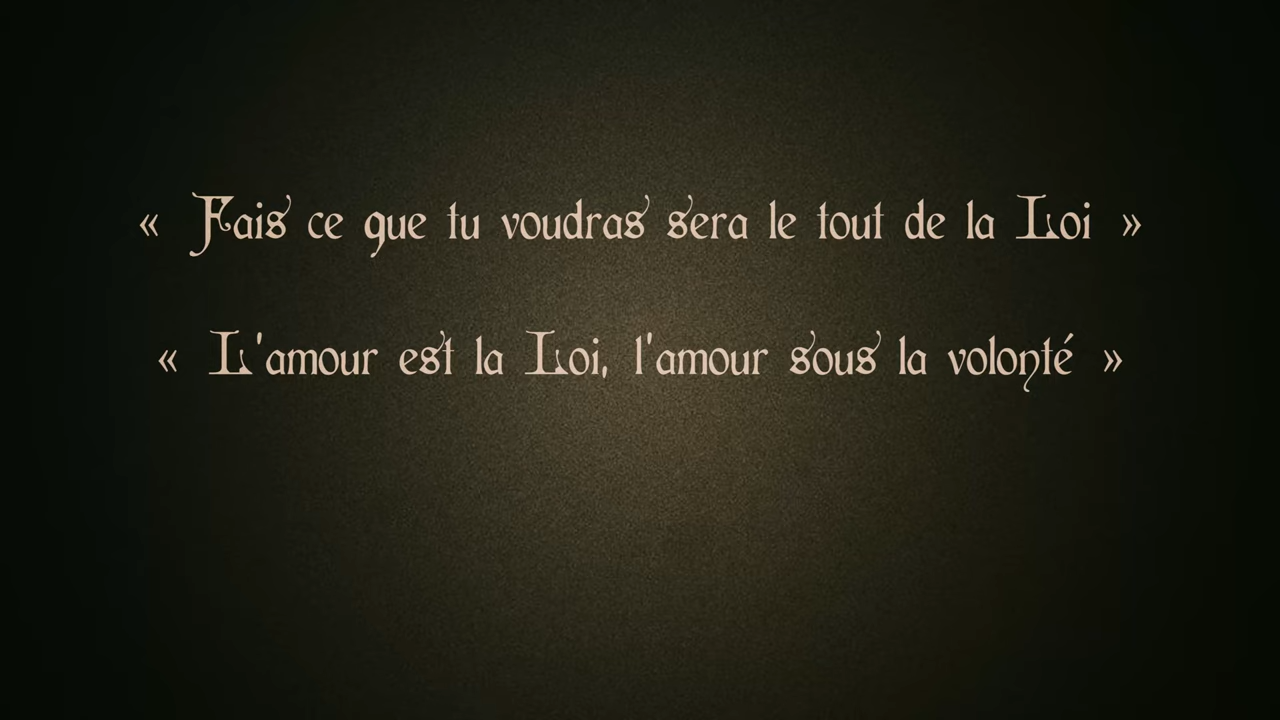 « Fais ce que tu voudras sera le tout de la Loi »
« L'amour est la Loi, l'amour sous la volonté »